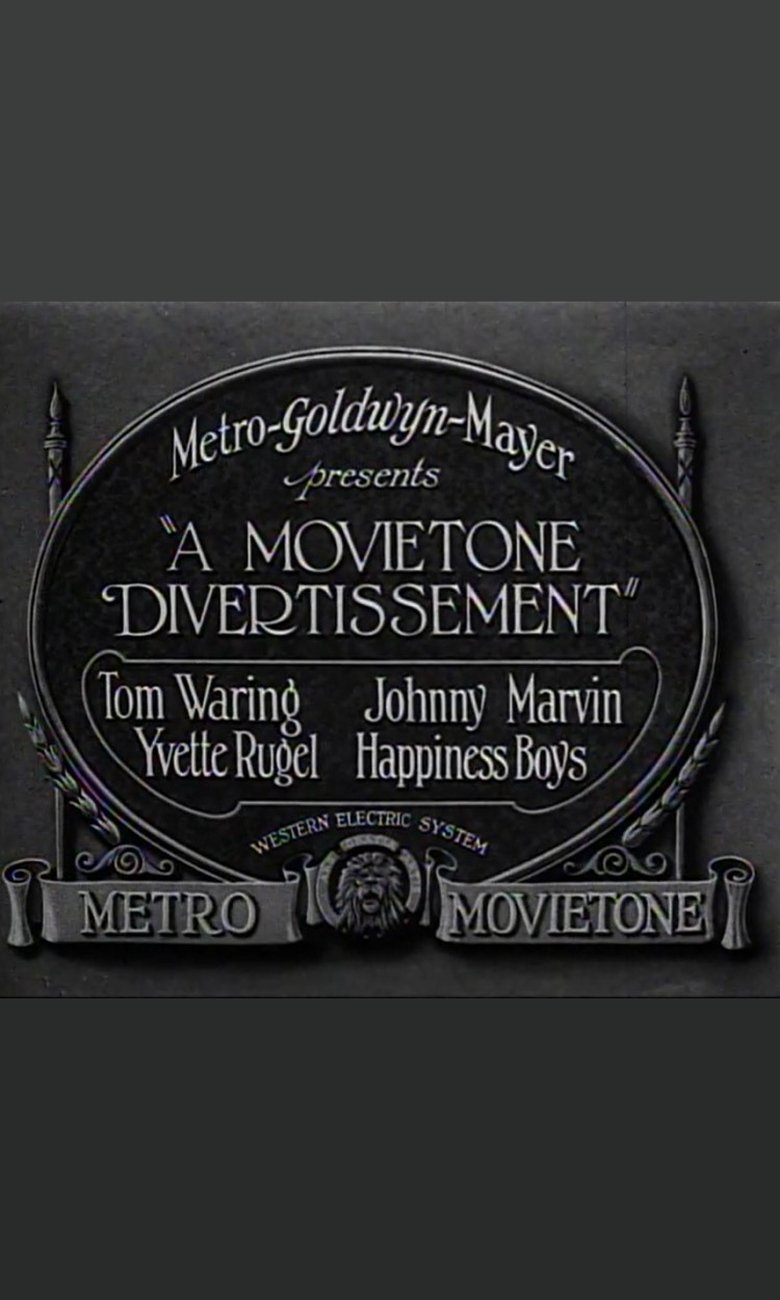 Metro-Goldwyn-Mayer
presents
"A MOVIETONE
DIVERTISSEMENT"
Tom Waring Johnny Marvin
Yvette Rugel Happiness Boys
WESTERN ELECTRIC SYSTEM
METRO MOVIETONE